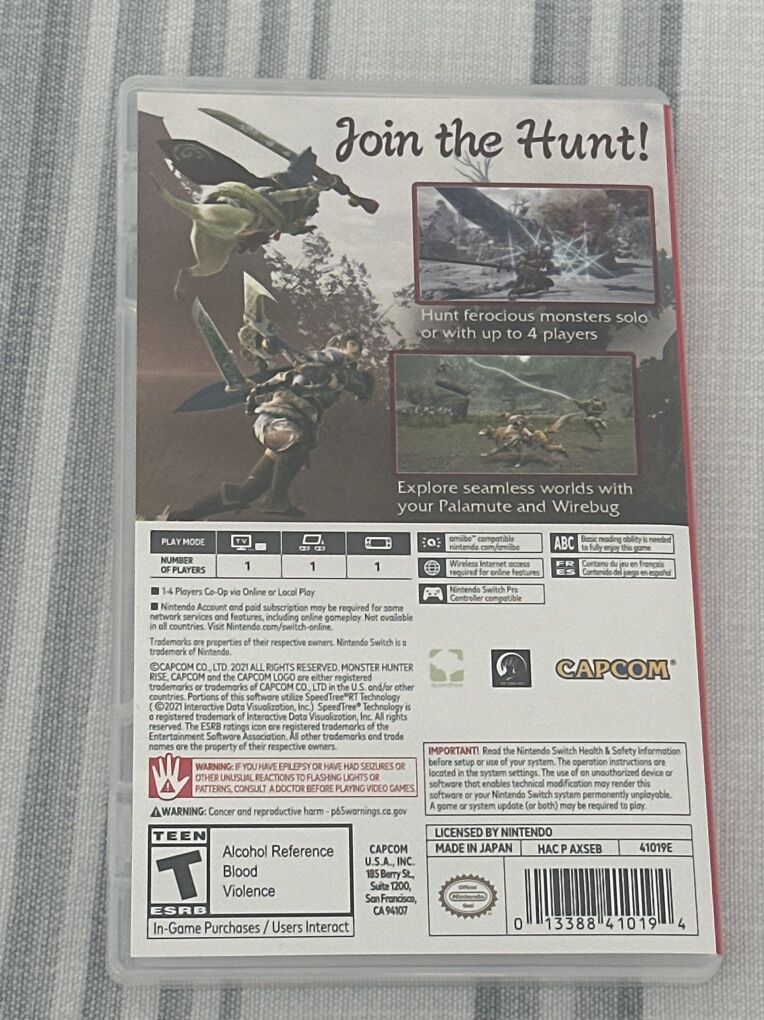 Join the Hunt!
Hunt ferocious monsters solo
or with up to 4 players
Explore seamless worlds with
your Palamute and Wirebug
PLAY MODE
TV
NUMBER
OF PLAYERS
1
1
1
amiibo™ compatible
nintendo.com/amiibo
ABC
Basic reading ability is needed
to fully enjoy this game
Wireless internet access
required for online features
FR
ES
Contenu du jeu en français
Contenido del juego en español
Nintendo Switch Pro
Controller compatible
■ 1-4 Players Co-Op via Online or Local Play
■ Nintendo Account and paid subscription may be required for some
network services and features, including online gameplay. Not available
in all countries. Visit Nintendo.com/switch-online.
Trademarks are properties of their respective owners. Nintendo Switch is a
trademark of Nintendo.
©CAPCOM CO., LTD. 2021 ALL RIGHTS RESERVED. MONSTER HUNTER
RISE, CAPCOM and the CAPCOM LOGO are either registered
trademarks or trademarks of CAPCOM CO., LTD in the U.S. and/or other
countries. Portions of this software utilize SpeedTree®RT Technology
(©2021 Interactive Data Visualization, Inc.) SpeedTree® Technology is
a registered trademark of Interactive Data Visualization, Inc. All rights
reserved. The ESRB ratings icon are registered trademarks of the
Entertainment Software Association. All other trademarks and trade
names are the property of their respective owners.
CAPCOM®
WARNING: IF YOU HAVE EPILEPSY OR HAVE HAD SEIZURES OR
OTHER UNUSUAL REACTIONS TO FLASHING LIGHTS OR
PATTERNS, CONSULT A DOCTOR BEFORE PLAYING VIDEO GAMES.
WARNING: Cancer and reproductive harm - p65warnings.ca.gov
IMPORTANT! Read the Nintendo Switch Health & Safety Information
before setup or use of your system. The operation instructions are
located in the system settings. The use of an unauthorized device or
software that enables technical modification may render this
software or your Nintendo Switch system permanently unplayable.
A game or system update (or both) may be required to play.
TEEN
T
ESRB
Alcohol Reference
Blood
Violence
In-Game Purchases / Users Interact
CAPCOM
U.S.A., INC.
185 Berry St.,
Suite 1200,
San Francisco,
CA 94107
LICENSED BY NINTENDO
MADE IN JAPAN
HAC P AXSEB
41019E
Official
Nintendo
Seal
0 13388 41019 4